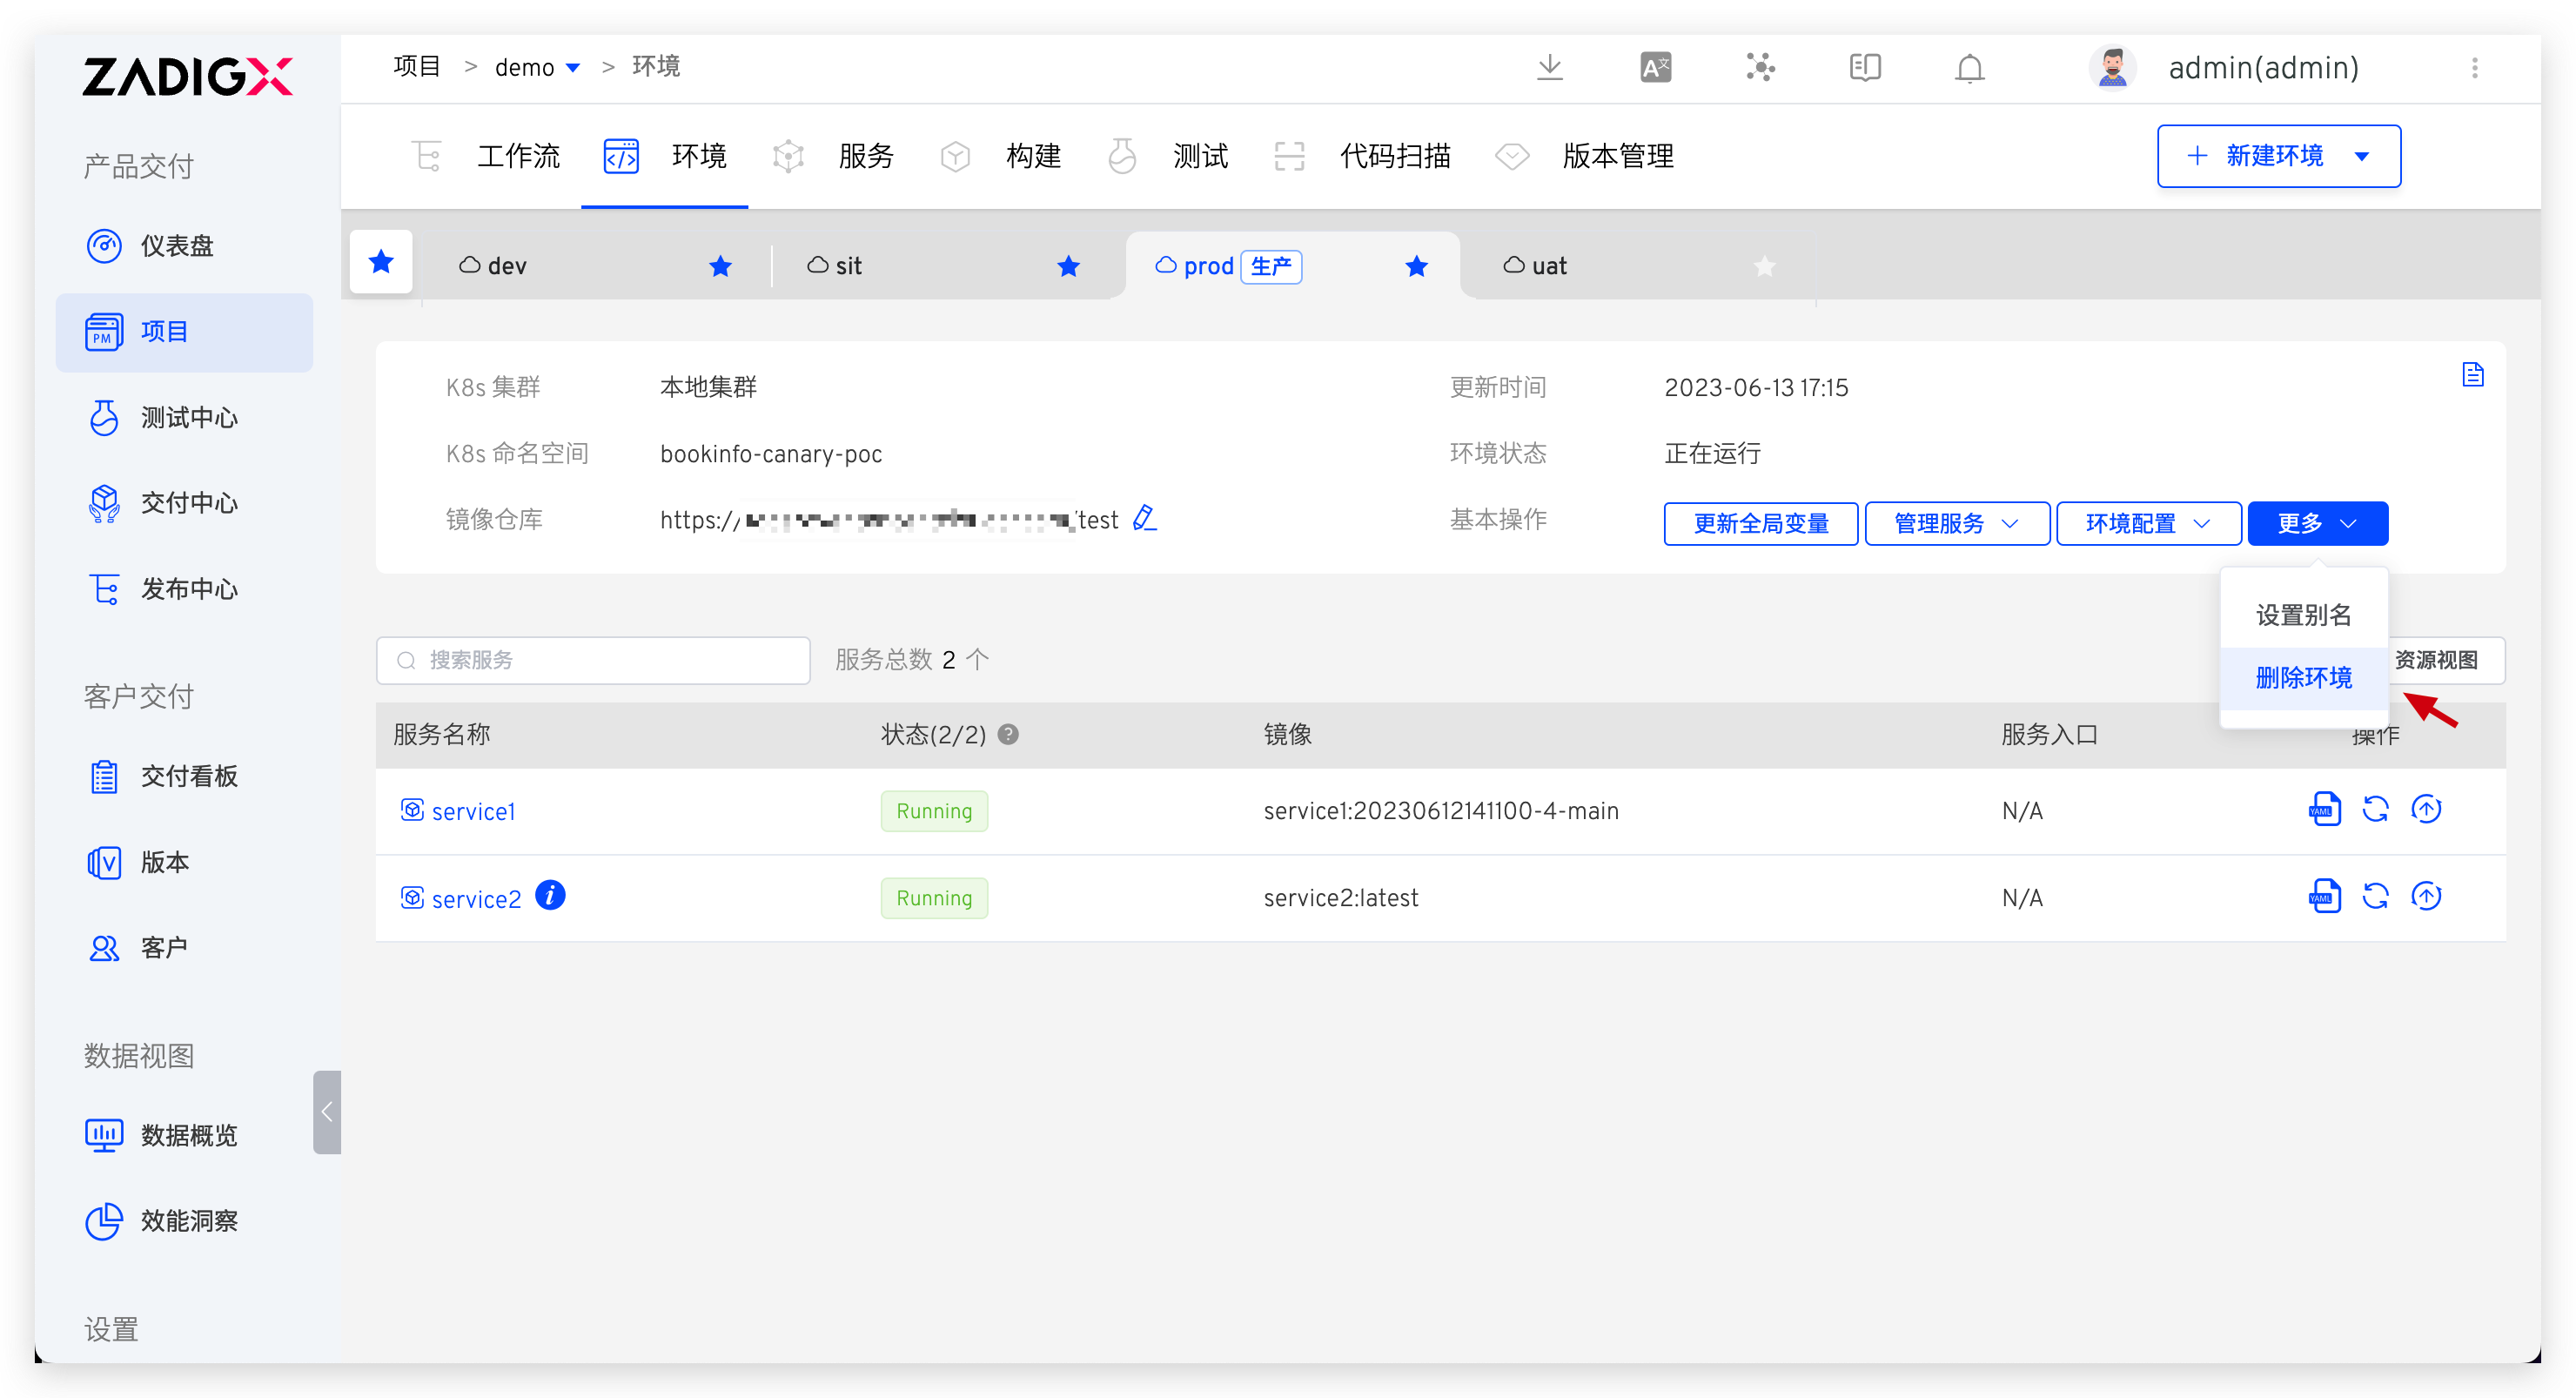 ZADIGX
产品交付
仪表盘
PM
项目
测试中心
交付中心
发布中心
客户交付
交付看板
版本
客户
数据视图
数据概览
效能洞察
设置
项目 > demo > 环境
admin(admin)
工作流 环境 服务 构建 测试 代码扫描 版本管理
+ 新建环境
dev sit prod 生产 uat
K8s 集群 本地集群 更新时间 2023-06-13 17:15
K8s 命名空间 bookinfo-canary-poc 环境状态 正在运行
镜像仓库 https:// test 基本操作 更新全局变量 管理服务 环境配置 更多
设置别名
删除环境
搜索服务 服务总数 2 个 资源视图
服务名称 状态(2/2) ? 镜像 服务入口 操作
service1 Running service1:20230612141100-4-main N/A YAML
service2 i Running service2:latest N/A YAML